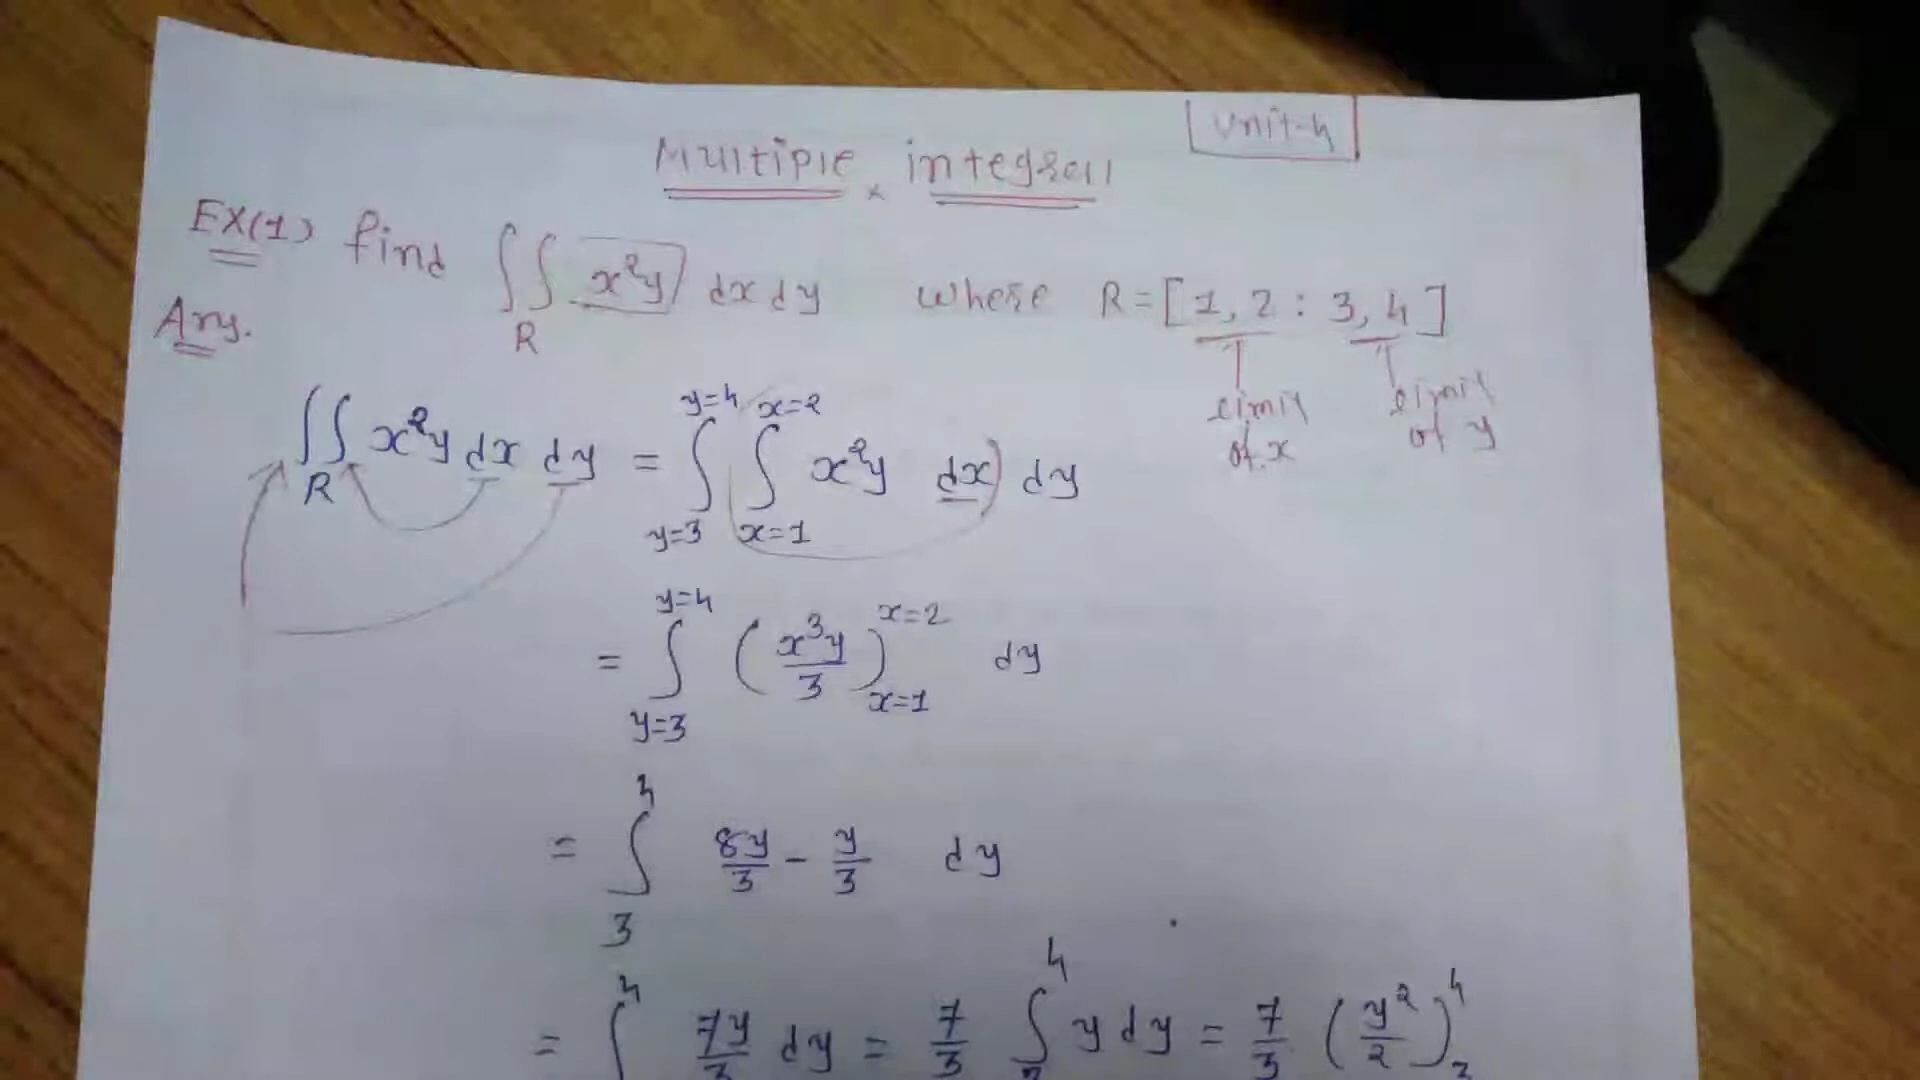 Unit-4
Multiple integral
EX(1) find ∬_R x²y dx dy where R = [1, 2 : 3, 4]
Ans.
limit of x
limit of y
∬_R x²y dx dy = ∫_{y=3}^{y=4} ∫_{x=1}^{x=2} x²y dx) dy
= ∫_{y=3}^{y=4} (x³y/3)_{x=1}^{x=2} dy
= ∫_3^4 8y/3 - y/3 dy
= ∫^4 7y/3 dy = 7/3 ∫_3^4 y dy = 7/3 (y²/2)_3^4